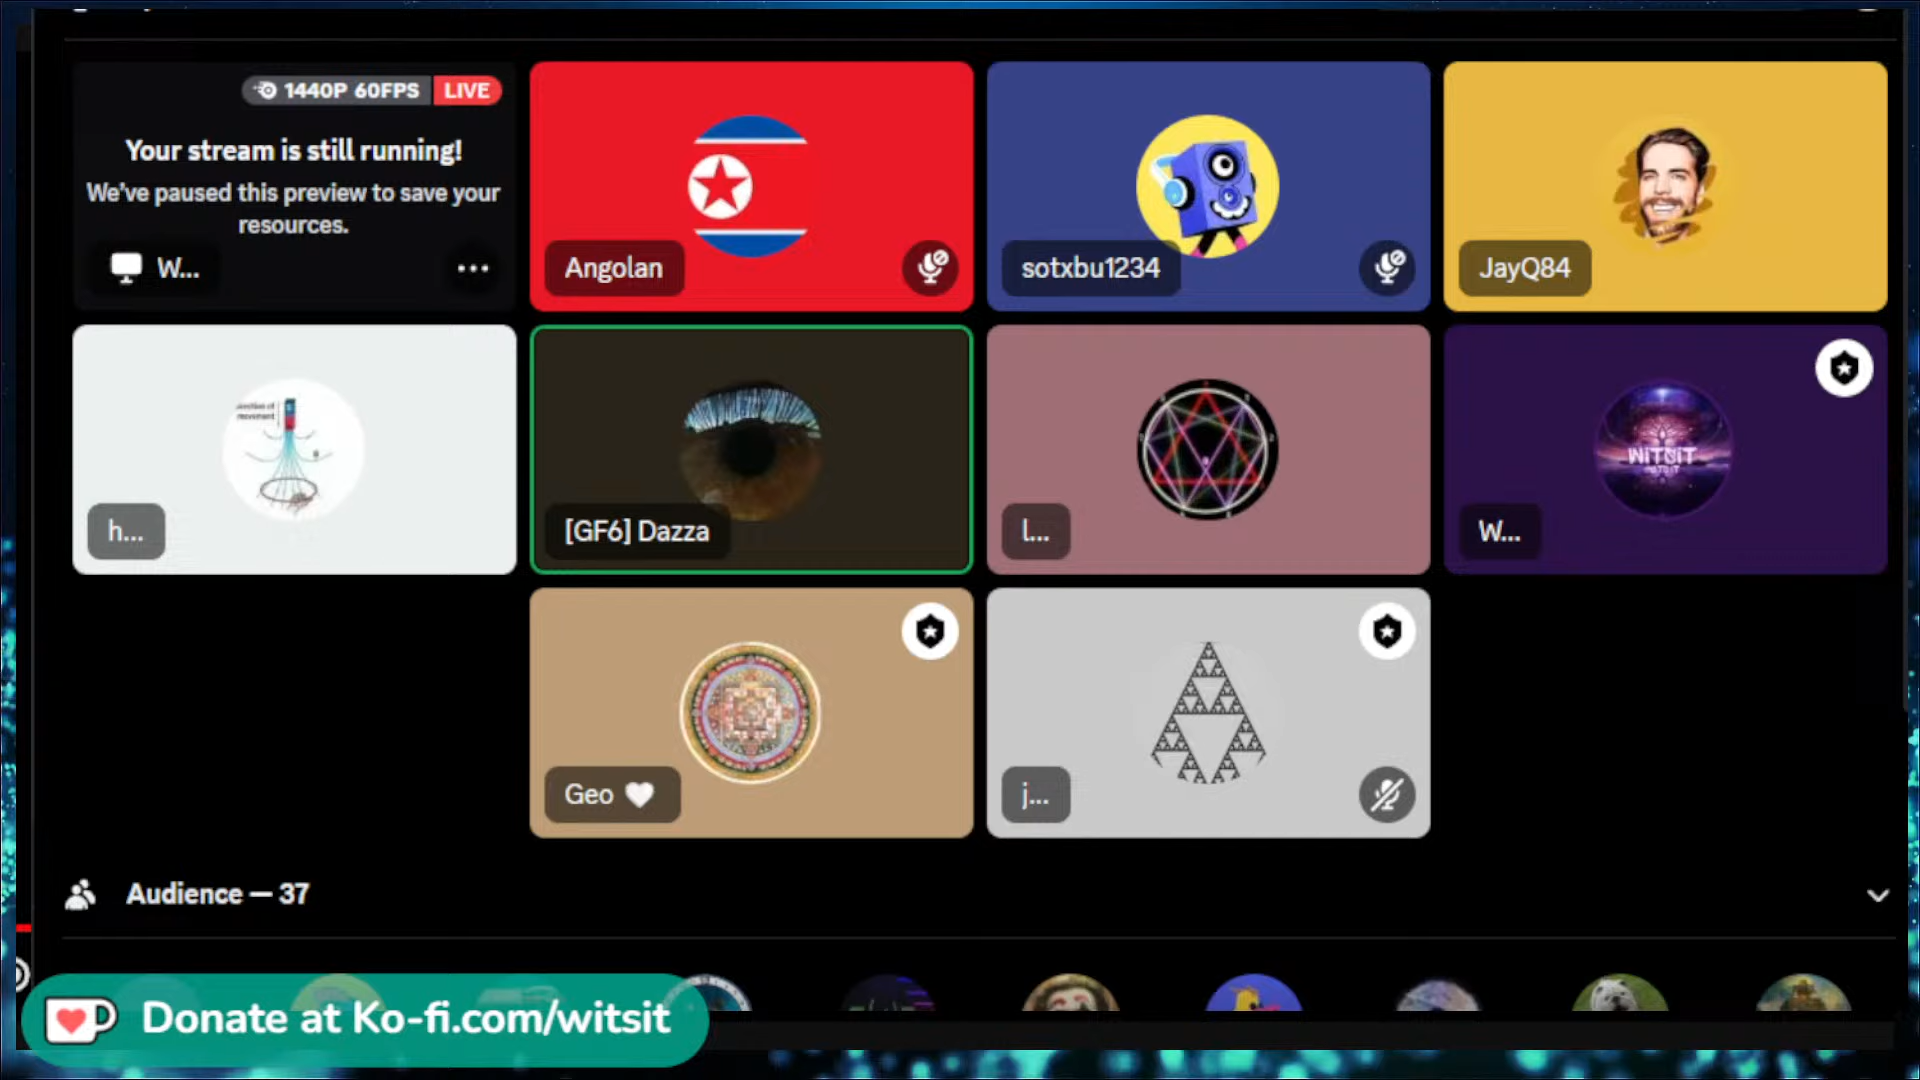 1440P 60FPS LIVE
Your stream is still running!
We've paused this preview to save your
resources.
W...
Angolan
sotxbu1234
JayQ84
h...
[GF6] Dazza
l...
WiTSiT
W...
Geo
j...
Audience — 37
Donate at Ko-fi.com/witsit